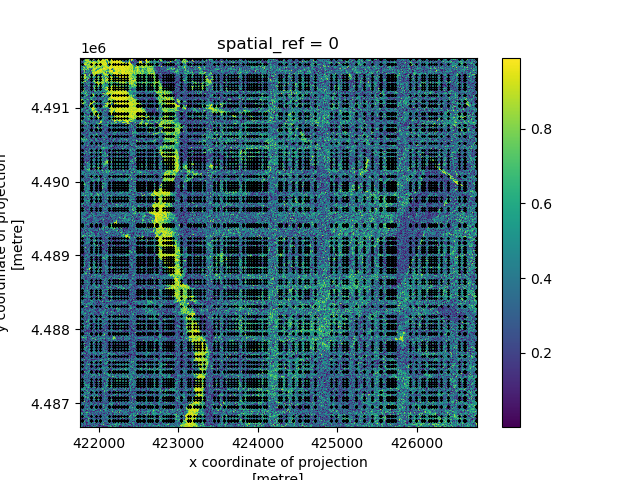 spatial_ref = 0
1e6
4.491
4.490
4.489
4.488
4.487
y coordinate of projection
[metre]
422000 423000 424000 425000 426000
x coordinate of projection
[metre]
0.8
0.6
0.4
0.2